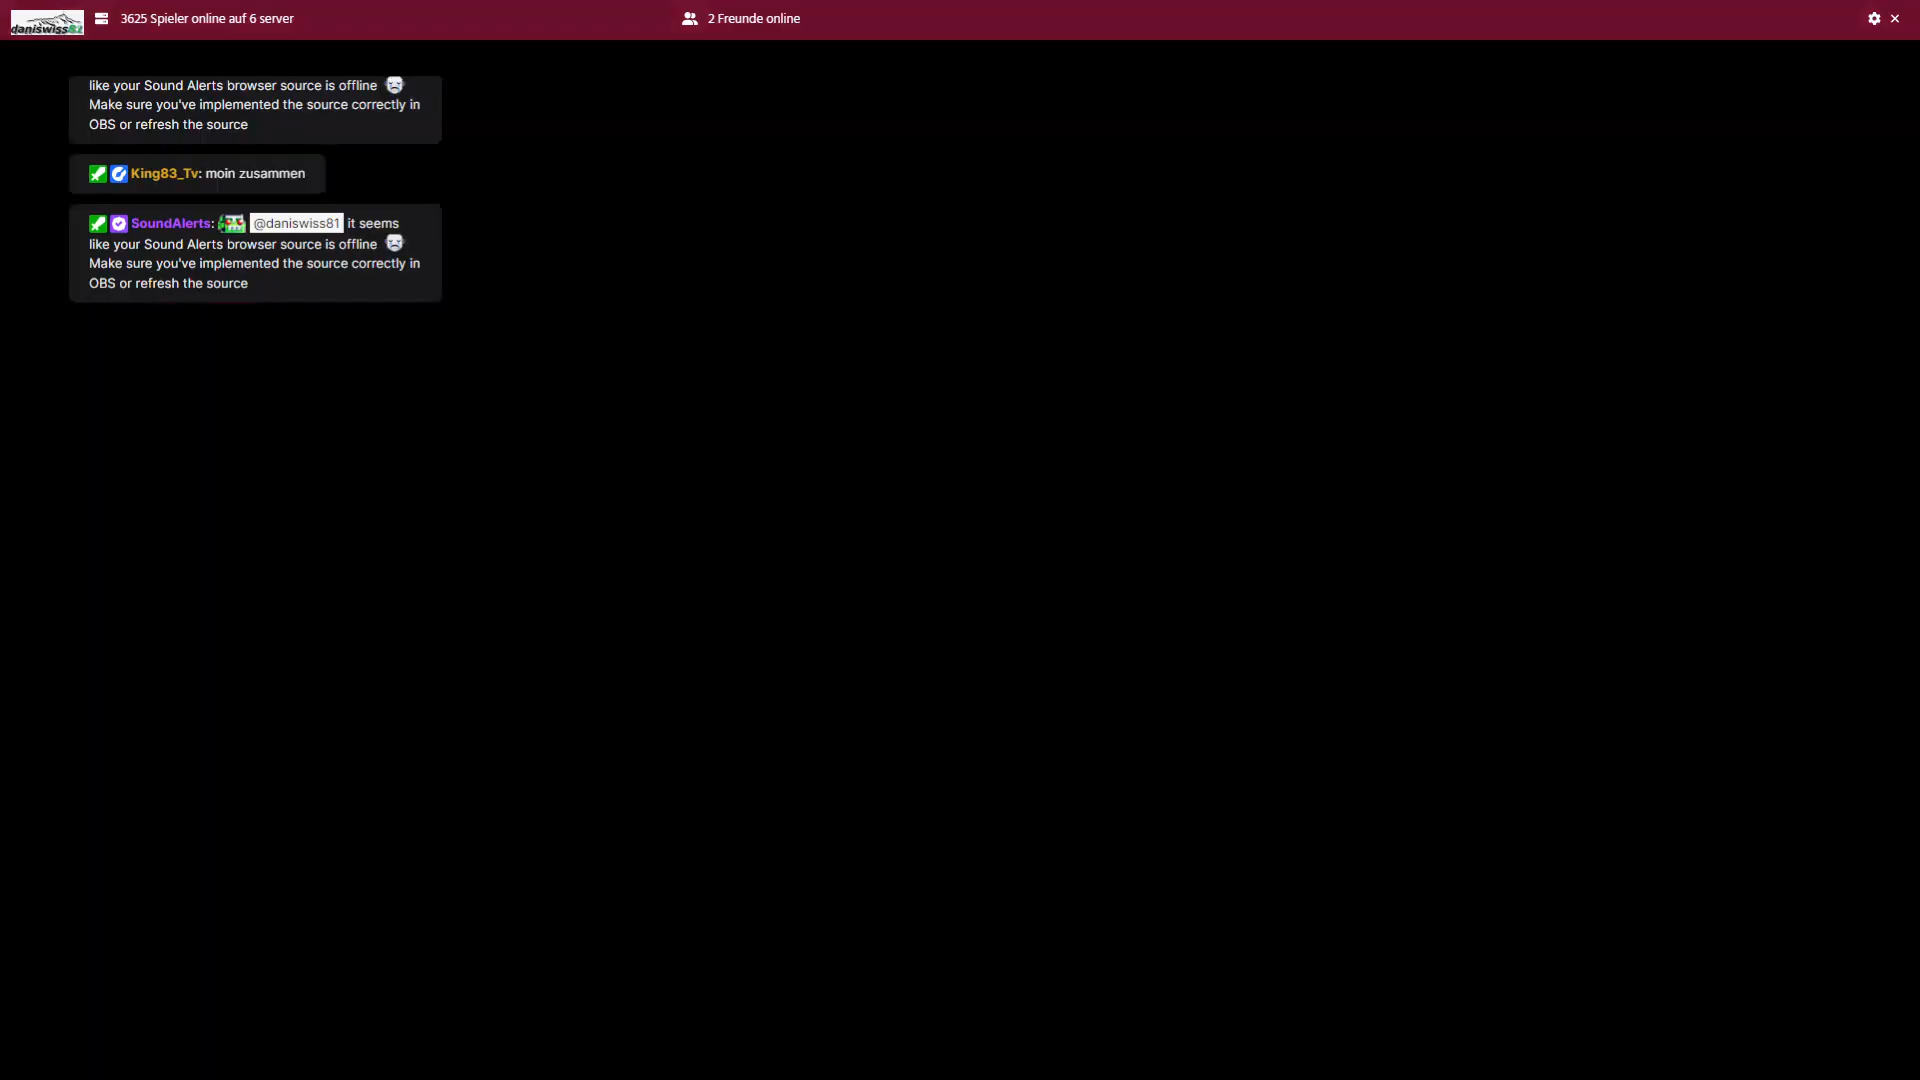 daniswiss81
3625 Spieler online auf 6 server
2 Freunde online
like your Sound Alerts browser source is offline
Make sure you've implemented the source correctly in
OBS or refresh the source
King83_Tv: moin zusammen
SoundAlerts: @daniswiss81 it seems
like your Sound Alerts browser source is offline
Make sure you've implemented the source correctly in
OBS or refresh the source